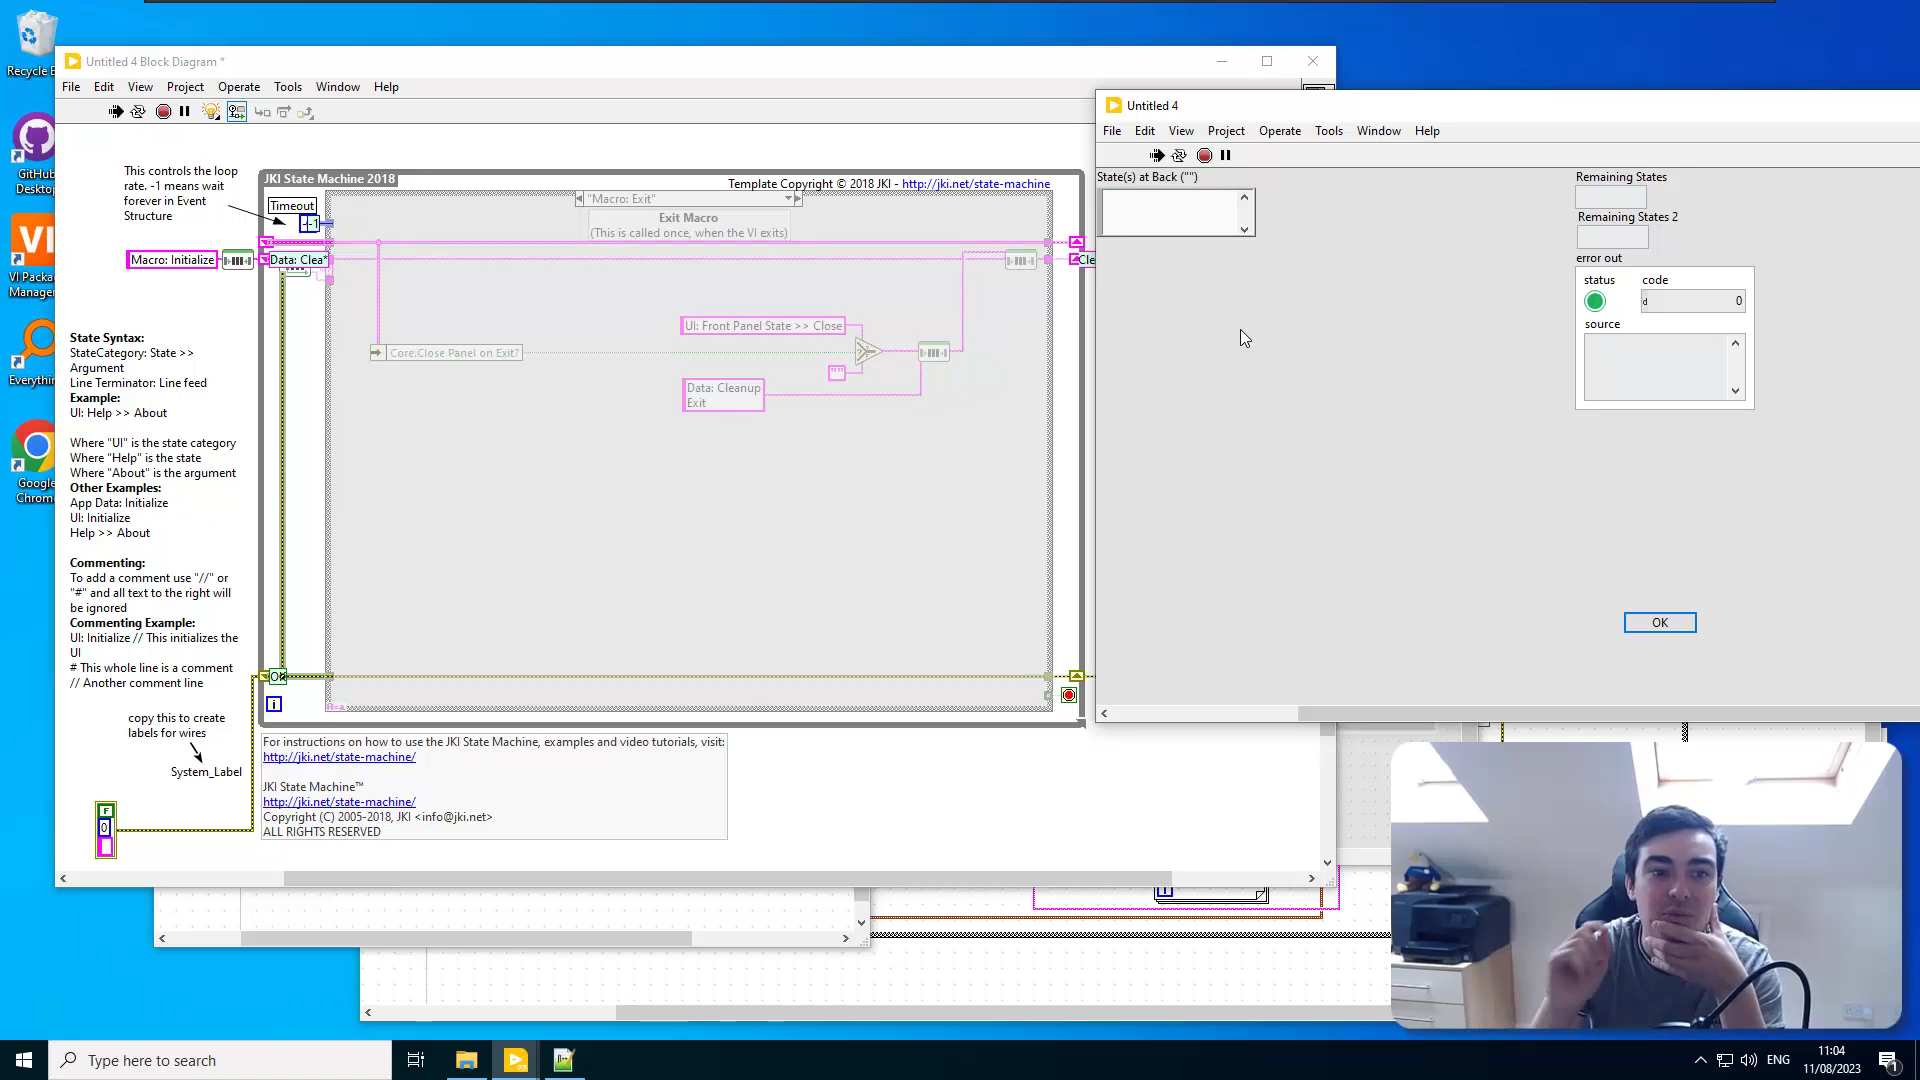 Recycle B
GitHub
Desktop
VI
VI Packa
Manager
Everythin
Google
Chrom
Untitled 4 Block Diagram *
File Edit View Project Operate Tools Window Help
This controls the loop
rate. -1 means wait
forever in Event
Structure
JKI State Machine 2018
Template Copyright © 2018 JKI - http://jki.net/state-machine
Timeout
-1
"Macro: Exit"
Exit Macro
(This is called once, when the VI exits)
Macro: Initialize
Data: Clea*
Cle
UI: Front Panel State >> Close
Core:Close Panel on Exit?
""
Data: Cleanup
Exit
State Syntax:
StateCategory: State >>
Argument
Line Terminator: Line feed
Example:
UI: Help >> About
Where "UI" is the state category
Where "Help" is the state
Where "About" is the argument
Other Examples:
App Data: Initialize
UI: Initialize
Help >> About
Commenting:
To add a comment use "//" or
"#" and all text to the right will
be ignored
Commenting Example:
UI: Initialize // This initializes the
UI
# This whole line is a comment
// Another comment line
copy this to create
labels for wires
System_Label
i
A=a
F
0
For instructions on how to use the JKI State Machine, examples and video tutorials, visit:
http://jki.net/state-machine/
JKI State Machine™
http://jki.net/state-machine/
Copyright (C) 2005-2018, JKI <info@jki.net>
ALL RIGHTS RESERVED
Untitled 4
File Edit View Project Operate Tools Window Help
State(s) at Back ("")
Remaining States
Remaining States 2
error out
status code
d 0
source
OK
i
Type here to search
ENG
11:04
11/08/2023
1